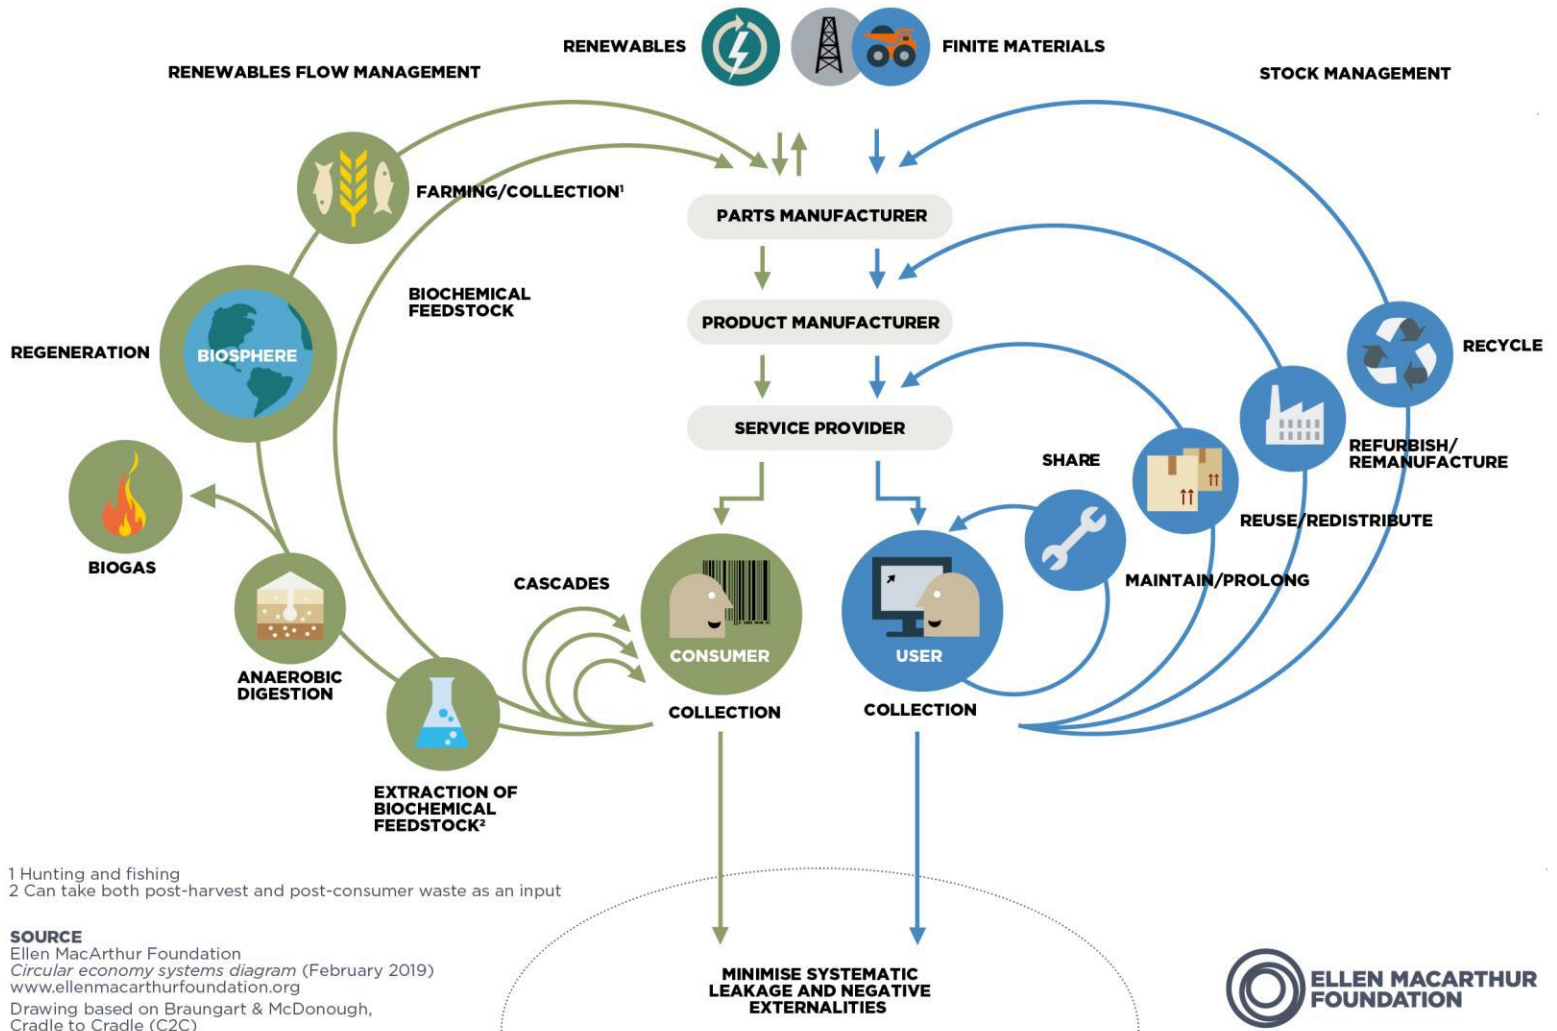 RENEWABLES
FINITE MATERIALS
RENEWABLES FLOW MANAGEMENT
STOCK MANAGEMENT
FARMING/COLLECTION¹
PARTS MANUFACTURER
BIOCHEMICAL
FEEDSTOCK
PRODUCT MANUFACTURER
REGENERATION
BIOSPHERE
RECYCLE
SERVICE PROVIDER
SHARE
REFURBISH/
REMANUFACTURE
REUSE/REDISTRIBUTE
BIOGAS
CASCADES
MAINTAIN/PROLONG
CONSUMER
USER
ANAEROBIC
DIGESTION
COLLECTION
COLLECTION
EXTRACTION OF
BIOCHEMICAL
FEEDSTOCK²
1 Hunting and fishing
2 Can take both post-harvest and post-consumer waste as an input
SOURCE
Ellen MacArthur Foundation
Circular economy systems diagram (February 2019)
www.ellenmacarthurfoundation.org
Drawing based on Braungart & McDonough,
Cradle to Cradle (C2C)
MINIMISE SYSTEMATIC
LEAKAGE AND NEGATIVE
EXTERNALITIES
ELLEN MACARTHUR
FOUNDATION